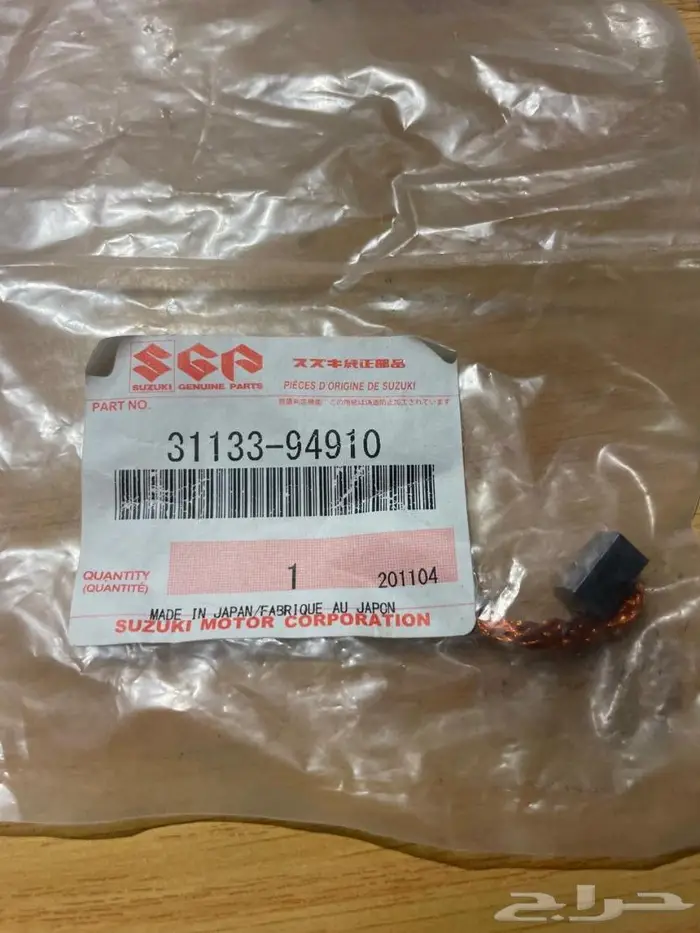 SGP
SUZUKI GENUINE PARTS
スズキ純正部品
PIÈCES D'ORIGINE DE SUZUKI
PART NO.
31133-94910
QUANTITY
(QUANTITÉ)
1
201104
MADE IN JAPAN/FABRIQUE AU JAPON
SUZUKI MOTOR CORPORATION
حراج